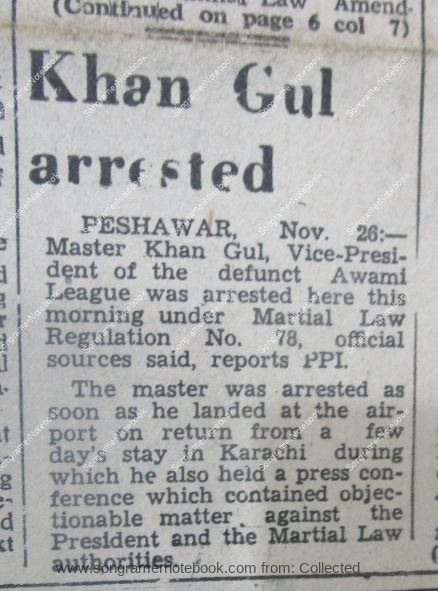 Law Amend-
(Continued on page 6 col 7)
Khan Gul
arrested
PESHAWAR, Nov. 26:—
Master Khan Gul, Vice-Presi-
dent of the defunct Awami
League was arrested here this
morning under Martial Law
Regulation No. 78, official
sources said, reports PPI.
The master was arrested as
soon as he landed at the air-
port on return from a few
day's stay in Karachi during
which he also held a press con-
ference which contained objec-
tionable matter against the
President and the Martial Law
authorities.
www.songramernotebook.com from: Collected